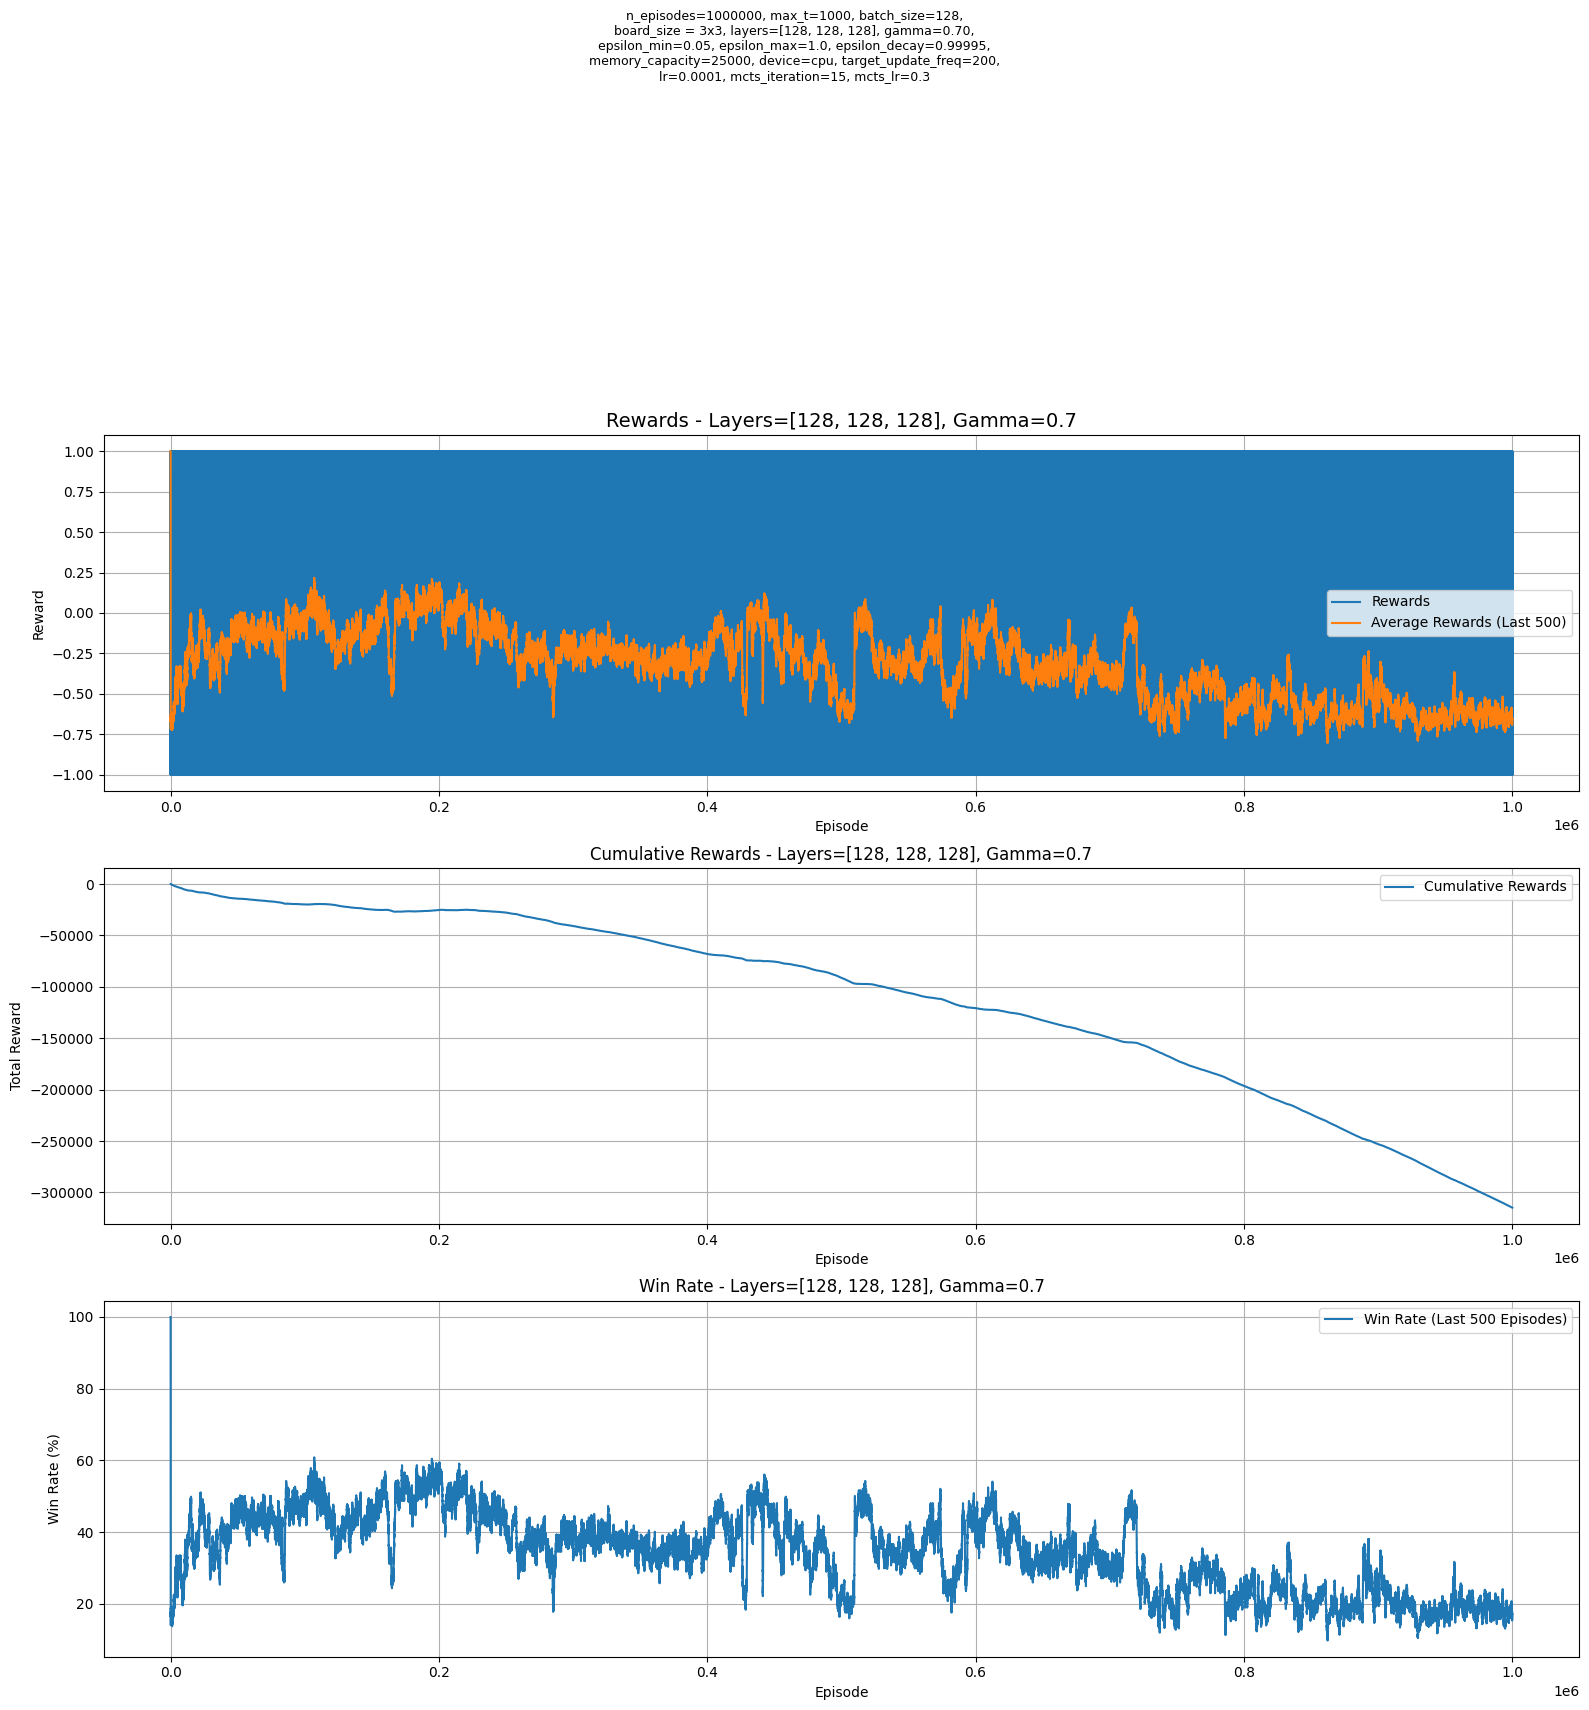 n_episodes=1000000, max_t=1000, batch_size=128,
board_size = 3x3, layers=[128, 128, 128], gamma=0.70,
epsilon_min=0.05, epsilon_max=1.0, epsilon_decay=0.99995,
memory_capacity=25000, device=cpu, target_update_freq=200,
lr=0.0001, mcts_iteration=15, mcts_lr=0.3
Rewards - Layers=[128, 128, 128], Gamma=0.7
Reward
1.00
0.75
0.50
0.25
0.00
−0.25
−0.50
−0.75
−1.00
Rewards
Average Rewards (Last 500)
0.0
0.2
0.4
0.6
0.8
1.0
1e6
Episode
Cumulative Rewards - Layers=[128, 128, 128], Gamma=0.7
Total Reward
0
−50000
−100000
−150000
−200000
−250000
−300000
Cumulative Rewards
0.0
0.2
0.4
0.6
0.8
1.0
1e6
Episode
Win Rate - Layers=[128, 128, 128], Gamma=0.7
Win Rate (%)
100
80
60
40
20
Win Rate (Last 500 Episodes)
0.0
0.2
0.4
0.6
0.8
1.0
1e6
Episode